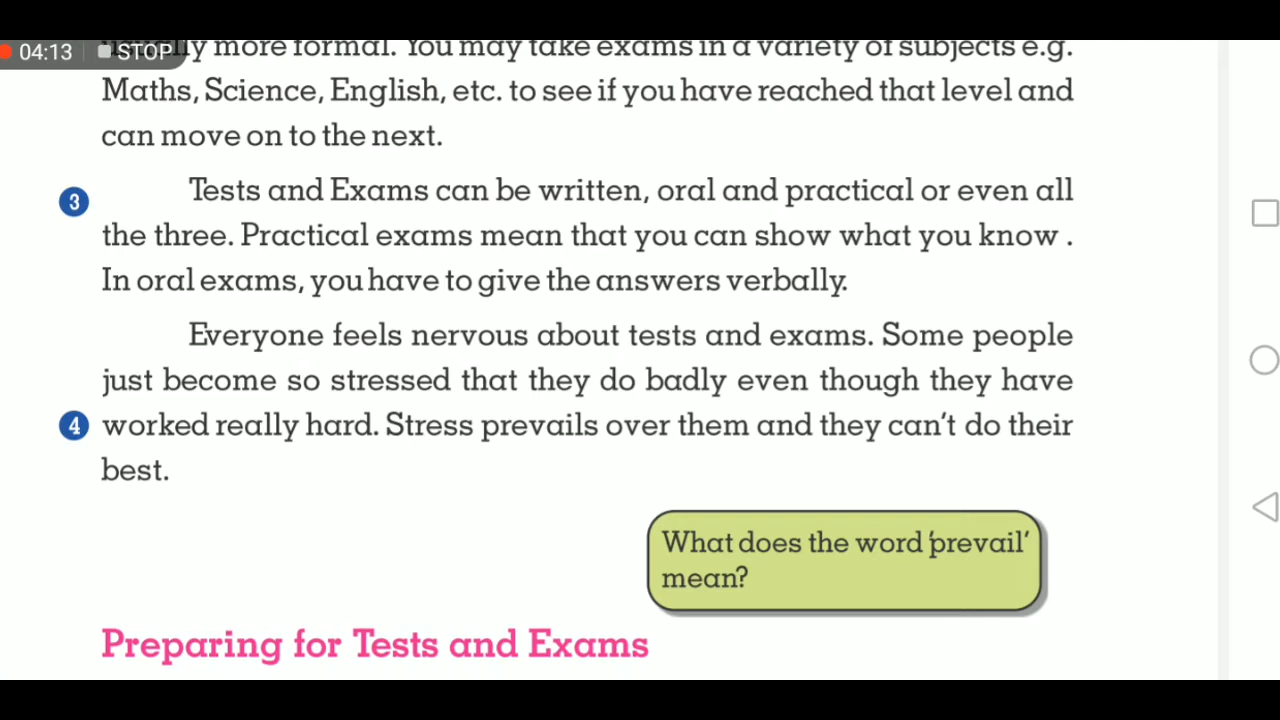 04:13 STOP
more formal. You may take exams in a variety of subjects e.g.
Maths, Science, English, etc. to see if you have reached that level and
can move on to the next.
3 Tests and Exams can be written, oral and practical or even all
the three. Practical exams mean that you can show what you know .
In oral exams, you have to give the answers verbally.
Everyone feels nervous about tests and exams. Some people
just become so stressed that they do badly even though they have
4 worked really hard. Stress prevails over them and they can't do their
best.
What does the word 'prevail'
mean?
Preparing for Tests and Exams